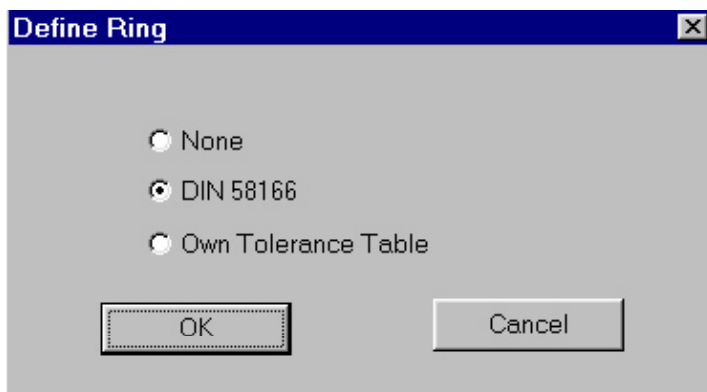 Define Ring
None
DIN 58166
Own Tolerance Table
OK Cancel